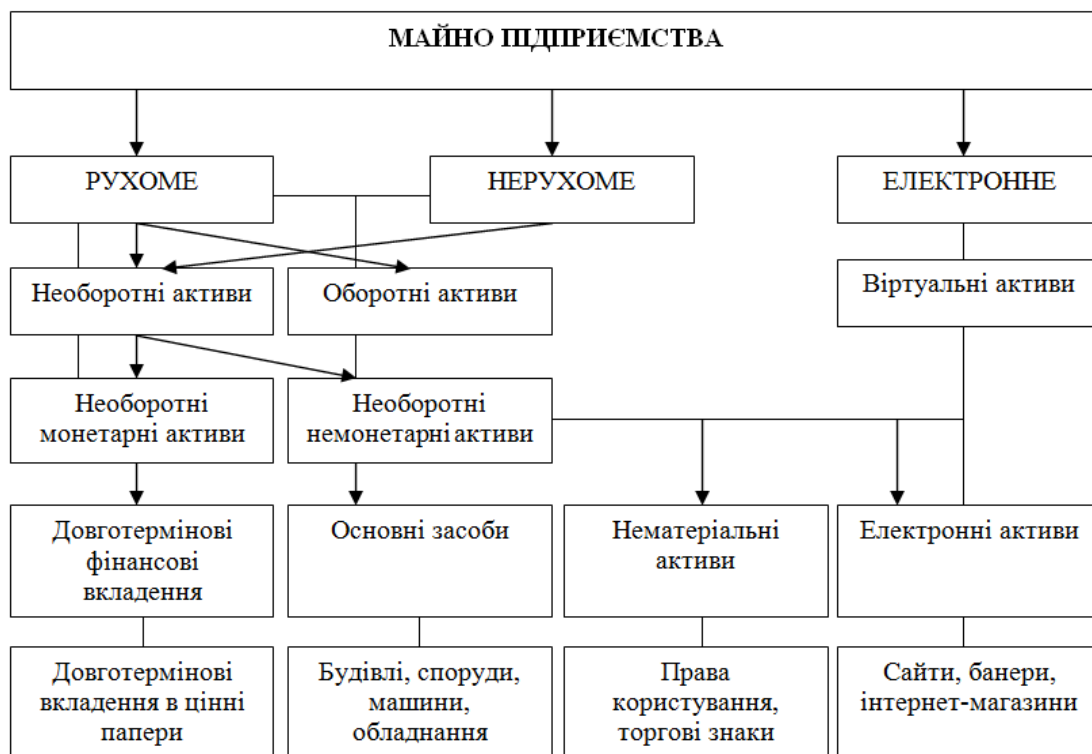 МАЙНО ПІДПРИЄМСТВА
РУХОМЕ
НЕРУХОМЕ
ЕЛЕКТРОННЕ
Необоротні активи
Оборотні активи
Віртуальні активи
Необоротні
монетарні активи
Необоротні
немонетарні активи
Довготермінові
фінансові
вкладення
Основні засоби
Нематеріальні
активи
Електронні активи
Довготермінові
вкладення в цінні
папери
Будівлі, споруди,
машини,
обладнання
Права
користування,
торгові знаки
Сайти, банери,
інтернет-магазини